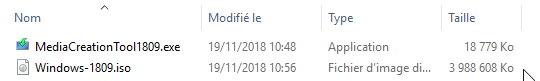 Nom Modifié le Type Taille
MediaCreationTool1809.exe 19/11/2018 10:48 Application 18 779 Ko
Windows-1809.iso 19/11/2018 10:56 Fichier d'image di... 3 988 608 Ko